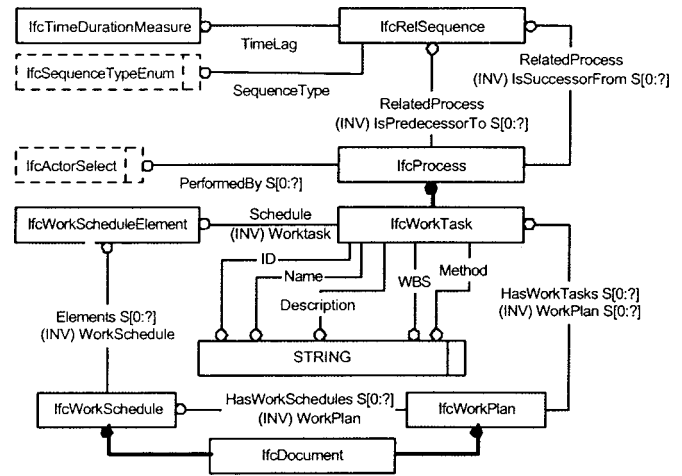 IfcTimeDurationMeasure
IfcRelSequence
TimeLag
IfcSequenceTypeEnum
SequenceType
RelatedProcess
(INV) IsSuccessorFrom S[0:?]
RelatedProcess
(INV) IsPredecessorTo S[0:?]
IfcActorSelect
IfcProcess
PerformedBy S[0:?]
IfcWorkScheduleElement
Schedule
(INV) Worktask
IfcWorkTask
ID
Name
Description
WBS
Method
HasWorkTasks S[0:?]
(INV) WorkPlan S[0:?]
Elements S[0:?]
(INV) WorkSchedule
STRING
IfcWorkSchedule
HasWorkSchedules S[0:?]
(INV) WorkPlan
IfcWorkPlan
IfcDocument